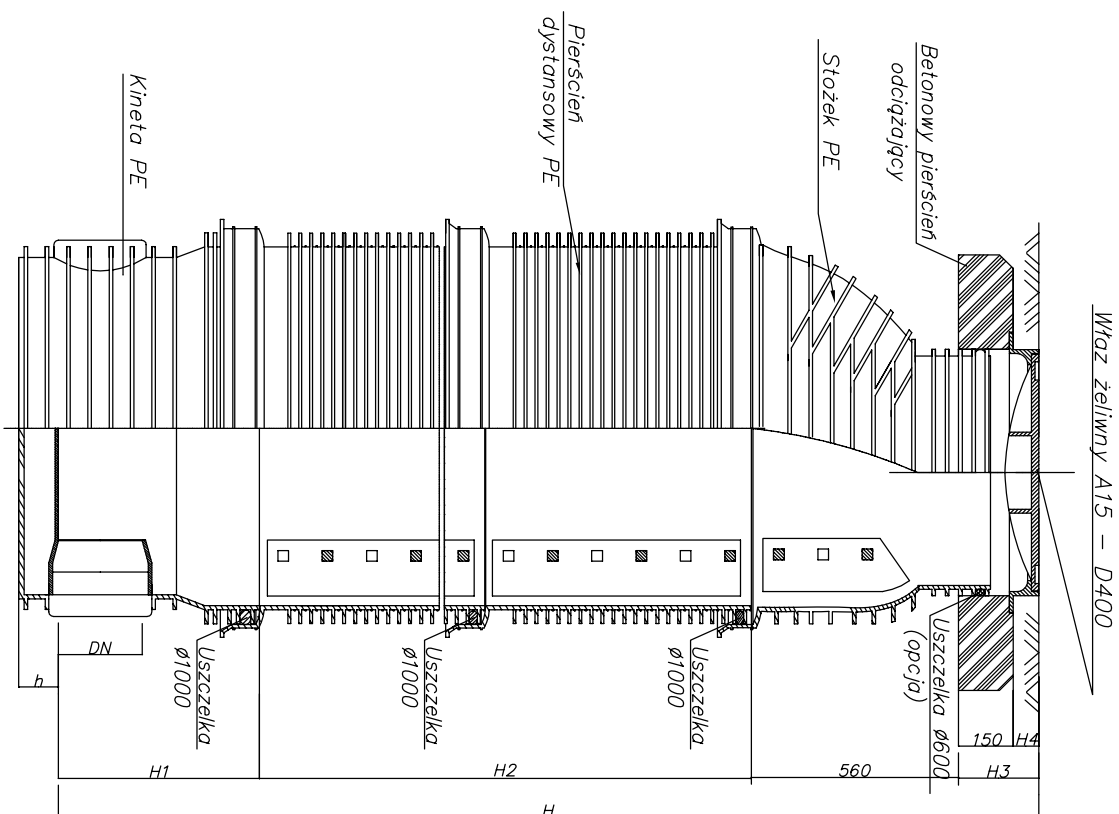 Właz żeliwny A15 - D400
Betonowy pierścień
odciążający
Stożek PE
Pierścień
dystansowy PE
Kineta PE
Uszczelka ø600
(opcja)
Uszczelka
ø1000
Uszczelka
ø1000
Uszczelka
ø1000
DN
h
H1
H2
560
150
H4
H3
H